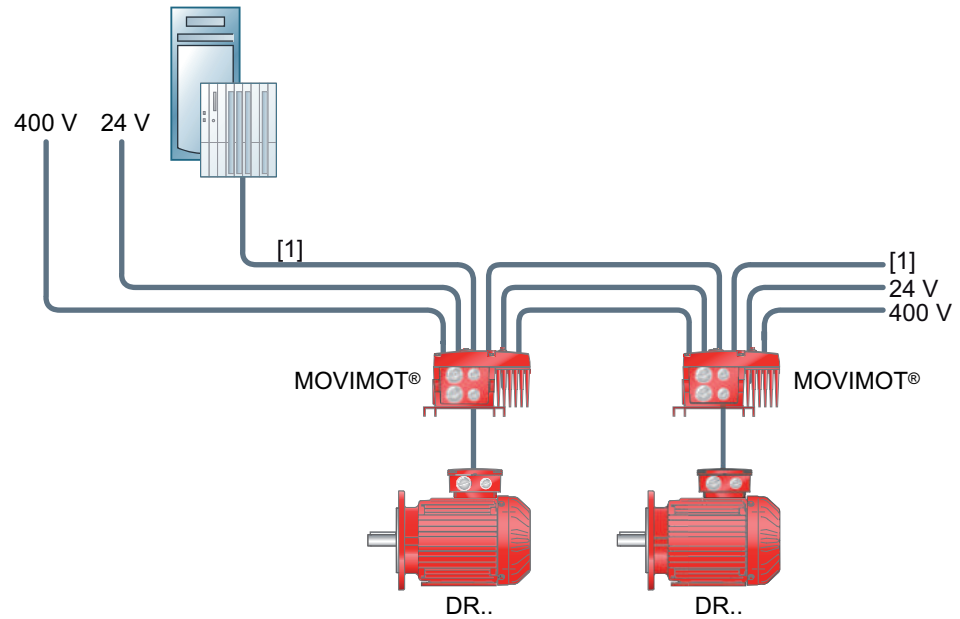 400 V 24 V
[1] [1]
24 V
400 V
MOVIMOT® MOVIMOT®
DR.. DR..